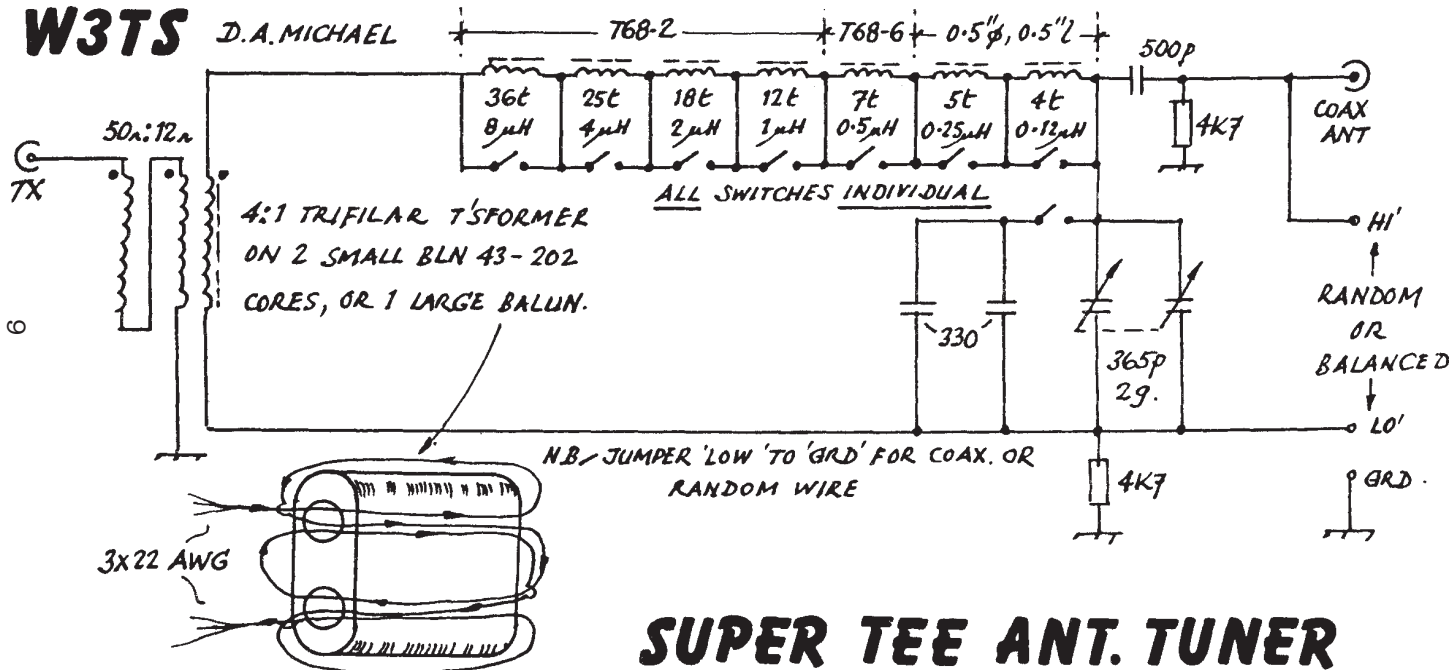 W3TS D.A. MICHAEL
T68-2 T68-6 0.5"φ, 0.5"l
500p
36t 25t 18t 12t 7t 5t 4t
8µH 4µH 2µH 1µH 0.5µH 0.25µH 0.12µH
4K7
COAX
ANT
50Ω:12Ω
TX
ALL SWITCHES INDIVIDUAL
4:1 TRIFILAR T'SFORMER
ON 2 SMALL BLN 43-202
CORES, OR 1 LARGE BALUN.
HI'
330
365p
2g.
RANDOM
OR
BALANCED
LO'
N.B. JUMPER 'LOW' TO 'GRD' FOR COAX. OR
RANDOM WIRE
4K7
GRD.
3x22 AWG
6
SUPER TEE ANT. TUNER